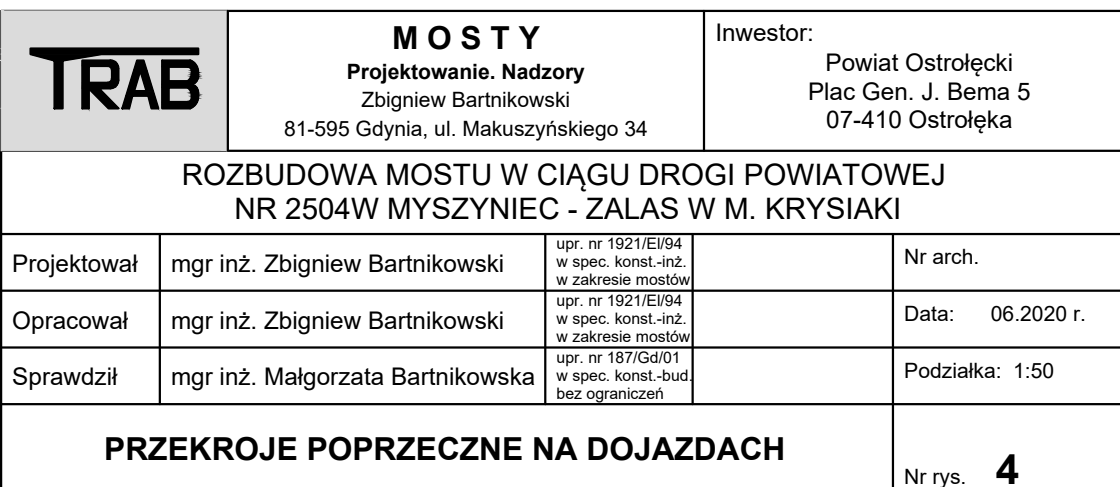 TRAB
M O S T Y
Projektowanie. Nadzory
Zbigniew Bartnikowski
81-595 Gdynia, ul. Makuszyńskiego 34
Inwestor:
Powiat Ostrołęcki
Plac Gen. J. Bema 5
07-410 Ostrołęka
ROZBUDOWA MOSTU W CIĄGU DROGI POWIATOWEJ
NR 2504W MYSZYNIEC - ZALAS W M. KRYSIAKI
Projektował
mgr inż. Zbigniew Bartnikowski
upr. nr 1921/El/94
w spec. konst.-inż.
w zakresie mostów
Nr arch.
Opracował
mgr inż. Zbigniew Bartnikowski
upr. nr 1921/El/94
w spec. konst.-inż.
w zakresie mostów
Data: 06.2020 r.
Sprawdził
mgr inż. Małgorzata Bartnikowska
upr. nr 187/Gd/01
w spec. konst.-bud.
bez ograniczeń
Podziałka: 1:50
PRZEKROJE POPRZECZNE NA DOJAZDACH
Nr rys. 4